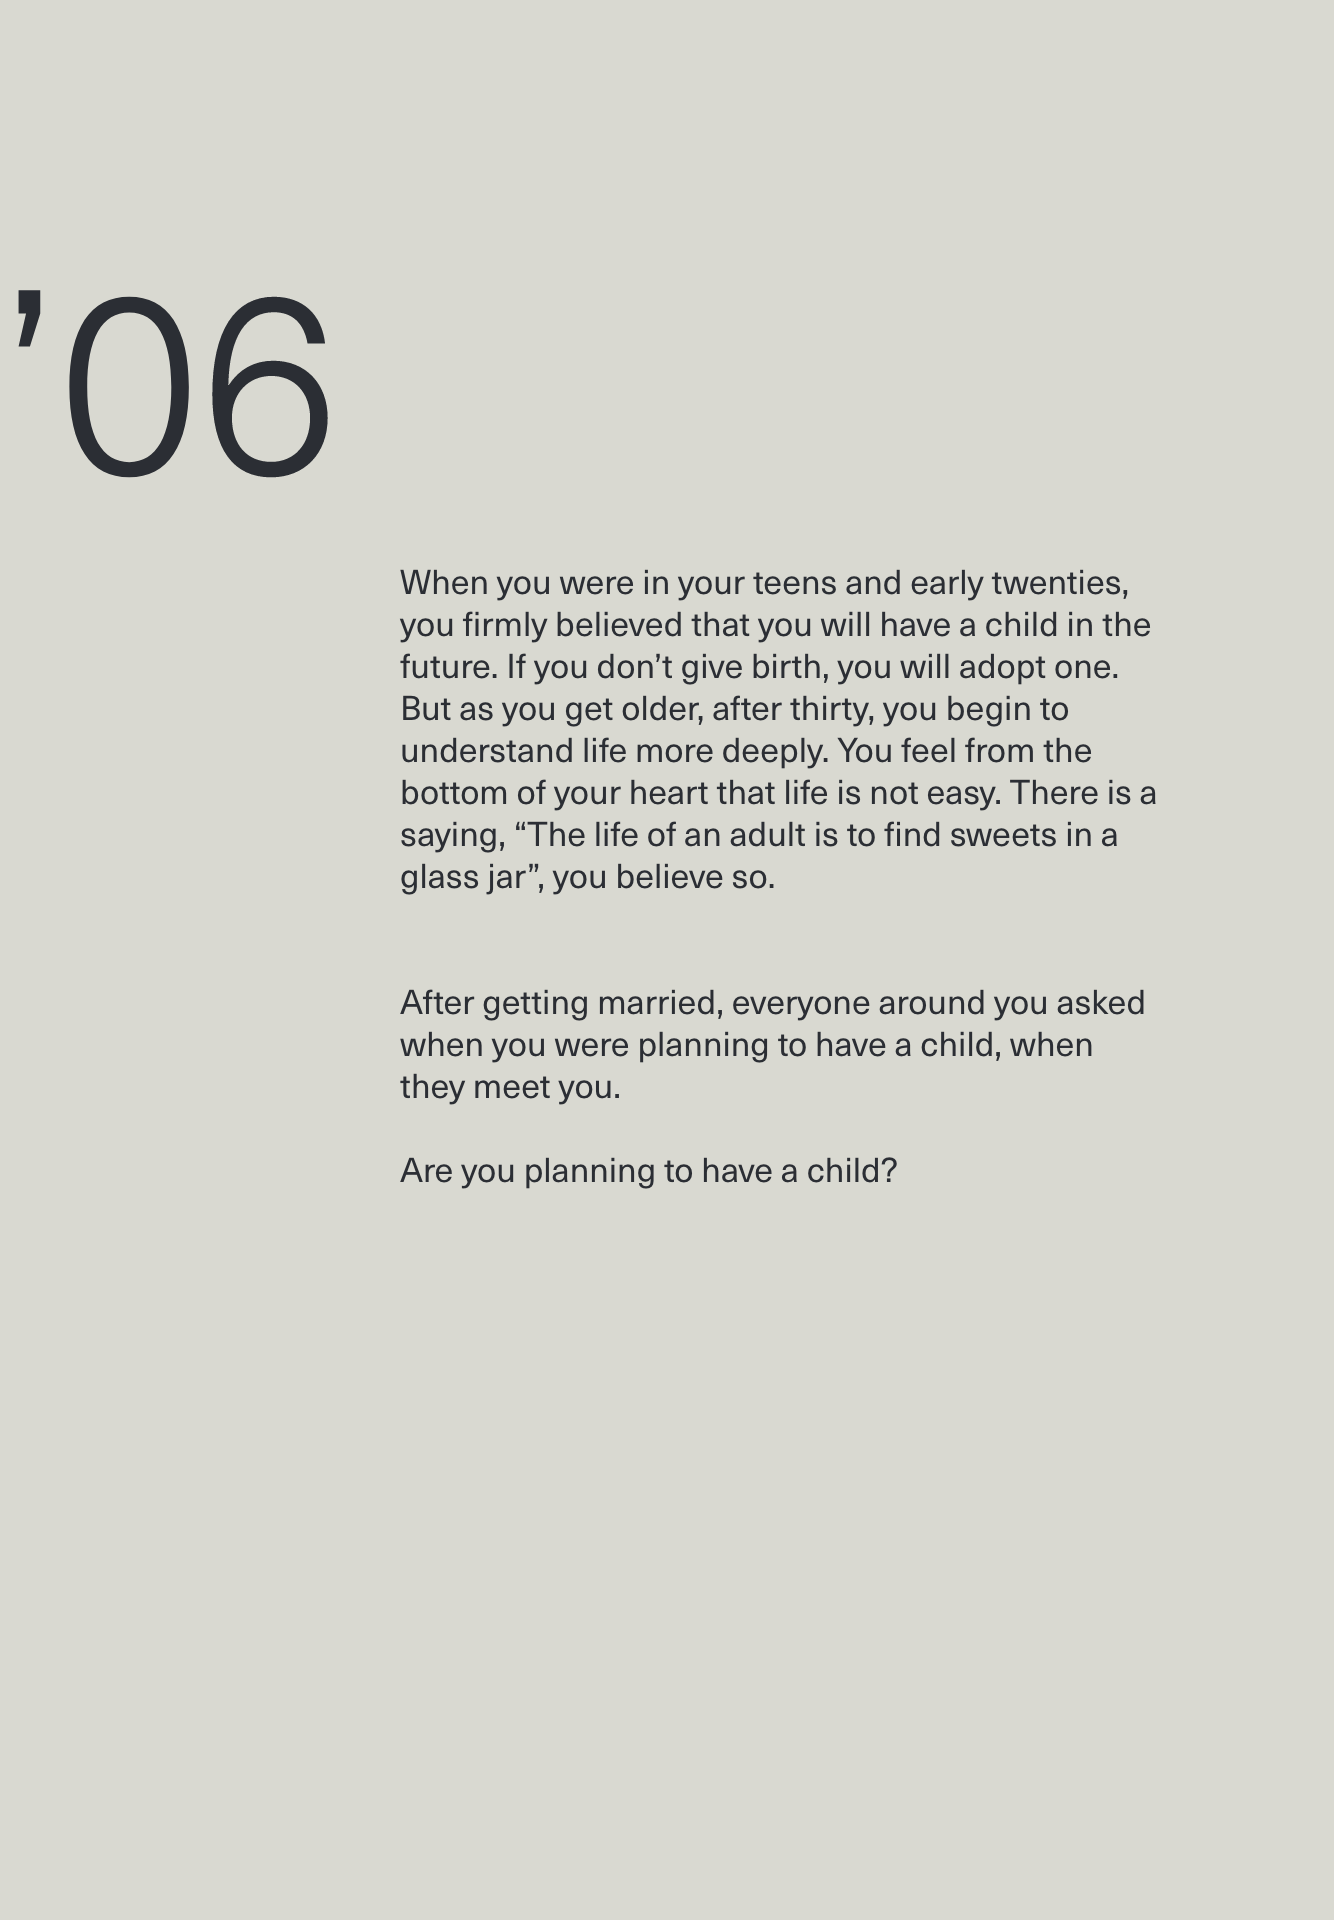 ’06
When you were in your teens and early twenties,
you firmly believed that you will have a child in the
future. If you don’t give birth, you will adopt one.
But as you get older, after thirty, you begin to
understand life more deeply. You feel from the
bottom of your heart that life is not easy. There is a
saying, “The life of an adult is to find sweets in a
glass jar”, you believe so.
After getting married, everyone around you asked
when you were planning to have a child, when
they meet you.
Are you planning to have a child?